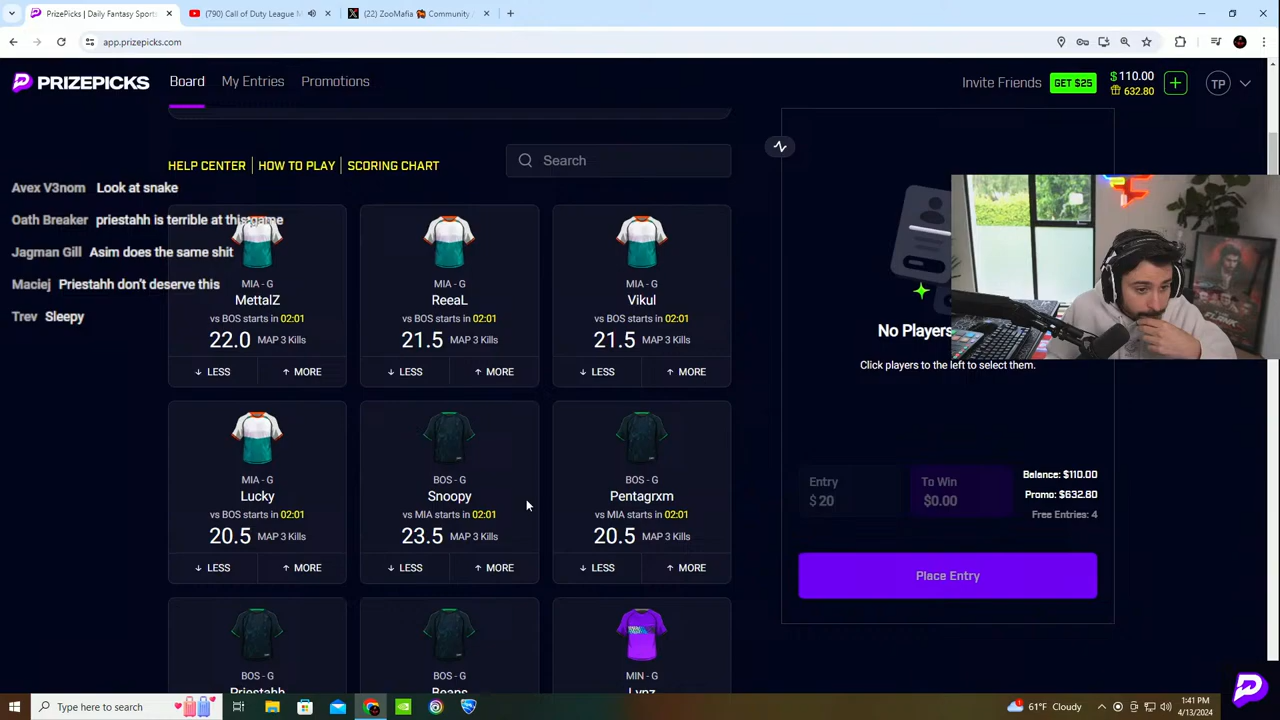 PrizePicks | Daily Fantasy Sports
(790) Call of Duty League M
(22) ZooMafia Community
app.prizepicks.com
PRIZEPICKS
Board
My Entries
Promotions
Invite Friends
GET $25
$ 110.00
632.80
TP
HELP CENTER
HOW TO PLAY
SCORING CHART
Search
Avex V3nom Look at snake
Oath Breaker priestahh is terrible at this game
Jagman Gill Asim does the same shit
Maciej Priestahh don't deserve this
Trev Sleepy
MIA - G
MettalZ
vs BOS starts in 02:01
22.0 MAP 3 Kills
↓ LESS
↑ MORE
MIA - G
ReeaL
vs BOS starts in 02:01
21.5 MAP 3 Kills
↓ LESS
↑ MORE
MIA - G
Vikul
vs BOS starts in 02:01
21.5 MAP 3 Kills
↓ LESS
↑ MORE
MIA - G
Lucky
vs BOS starts in 02:01
20.5 MAP 3 Kills
↓ LESS
↑ MORE
BOS - G
Snoopy
vs MIA starts in 02:01
23.5 MAP 3 Kills
↓ LESS
↑ MORE
BOS - G
Pentagrxm
vs MIA starts in 02:01
20.5 MAP 3 Kills
↓ LESS
↑ MORE
BOS - G
Priestahh
BOS - G
Beans
MIN - G
Lynz
No Players
Click players to the left to select them.
Entry
$ 20
To Win
$0.00
Balance: $110.00
Promo: $632.80
Free Entries: 4
Place Entry
Type here to search
61°F Cloudy
1:41 PM
4/13/2024